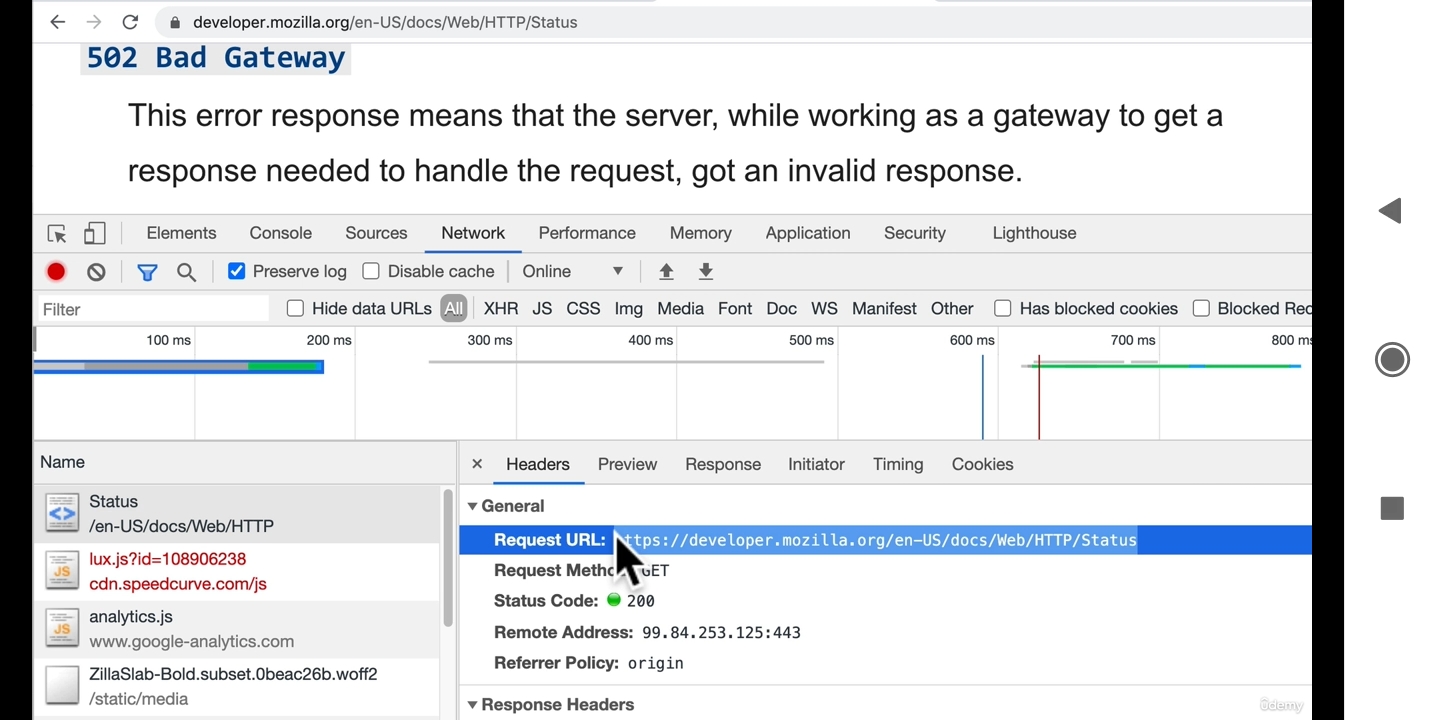 developer.mozilla.org/en-US/docs/Web/HTTP/Status
502 Bad Gateway
This error response means that the server, while working as a gateway to get a
response needed to handle the request, got an invalid response.
Elements Console Sources Network Performance Memory Application Security Lighthouse
Preserve log Disable cache Online
Filter Hide data URLs All XHR JS CSS Img Media Font Doc WS Manifest Other Has blocked cookies Blocked Rec
100 ms 200 ms 300 ms 400 ms 500 ms 600 ms 700 ms 800 ms
Name
Headers Preview Response Initiator Timing Cookies
Status
/en-US/docs/Web/HTTP
JS
lux.js?id=108906238
cdn.speedcurve.com/js
JS
analytics.js
www.google-analytics.com
ZillaSlab-Bold.subset.0beac26b.woff2
/static/media
General
Request URL: ttps://developer.mozilla.org/en-US/docs/Web/HTTP/Status
Request Metho GET
Status Code: 200
Remote Address: 99.84.253.125:443
Referrer Policy: origin
Response Headers
ûdemy